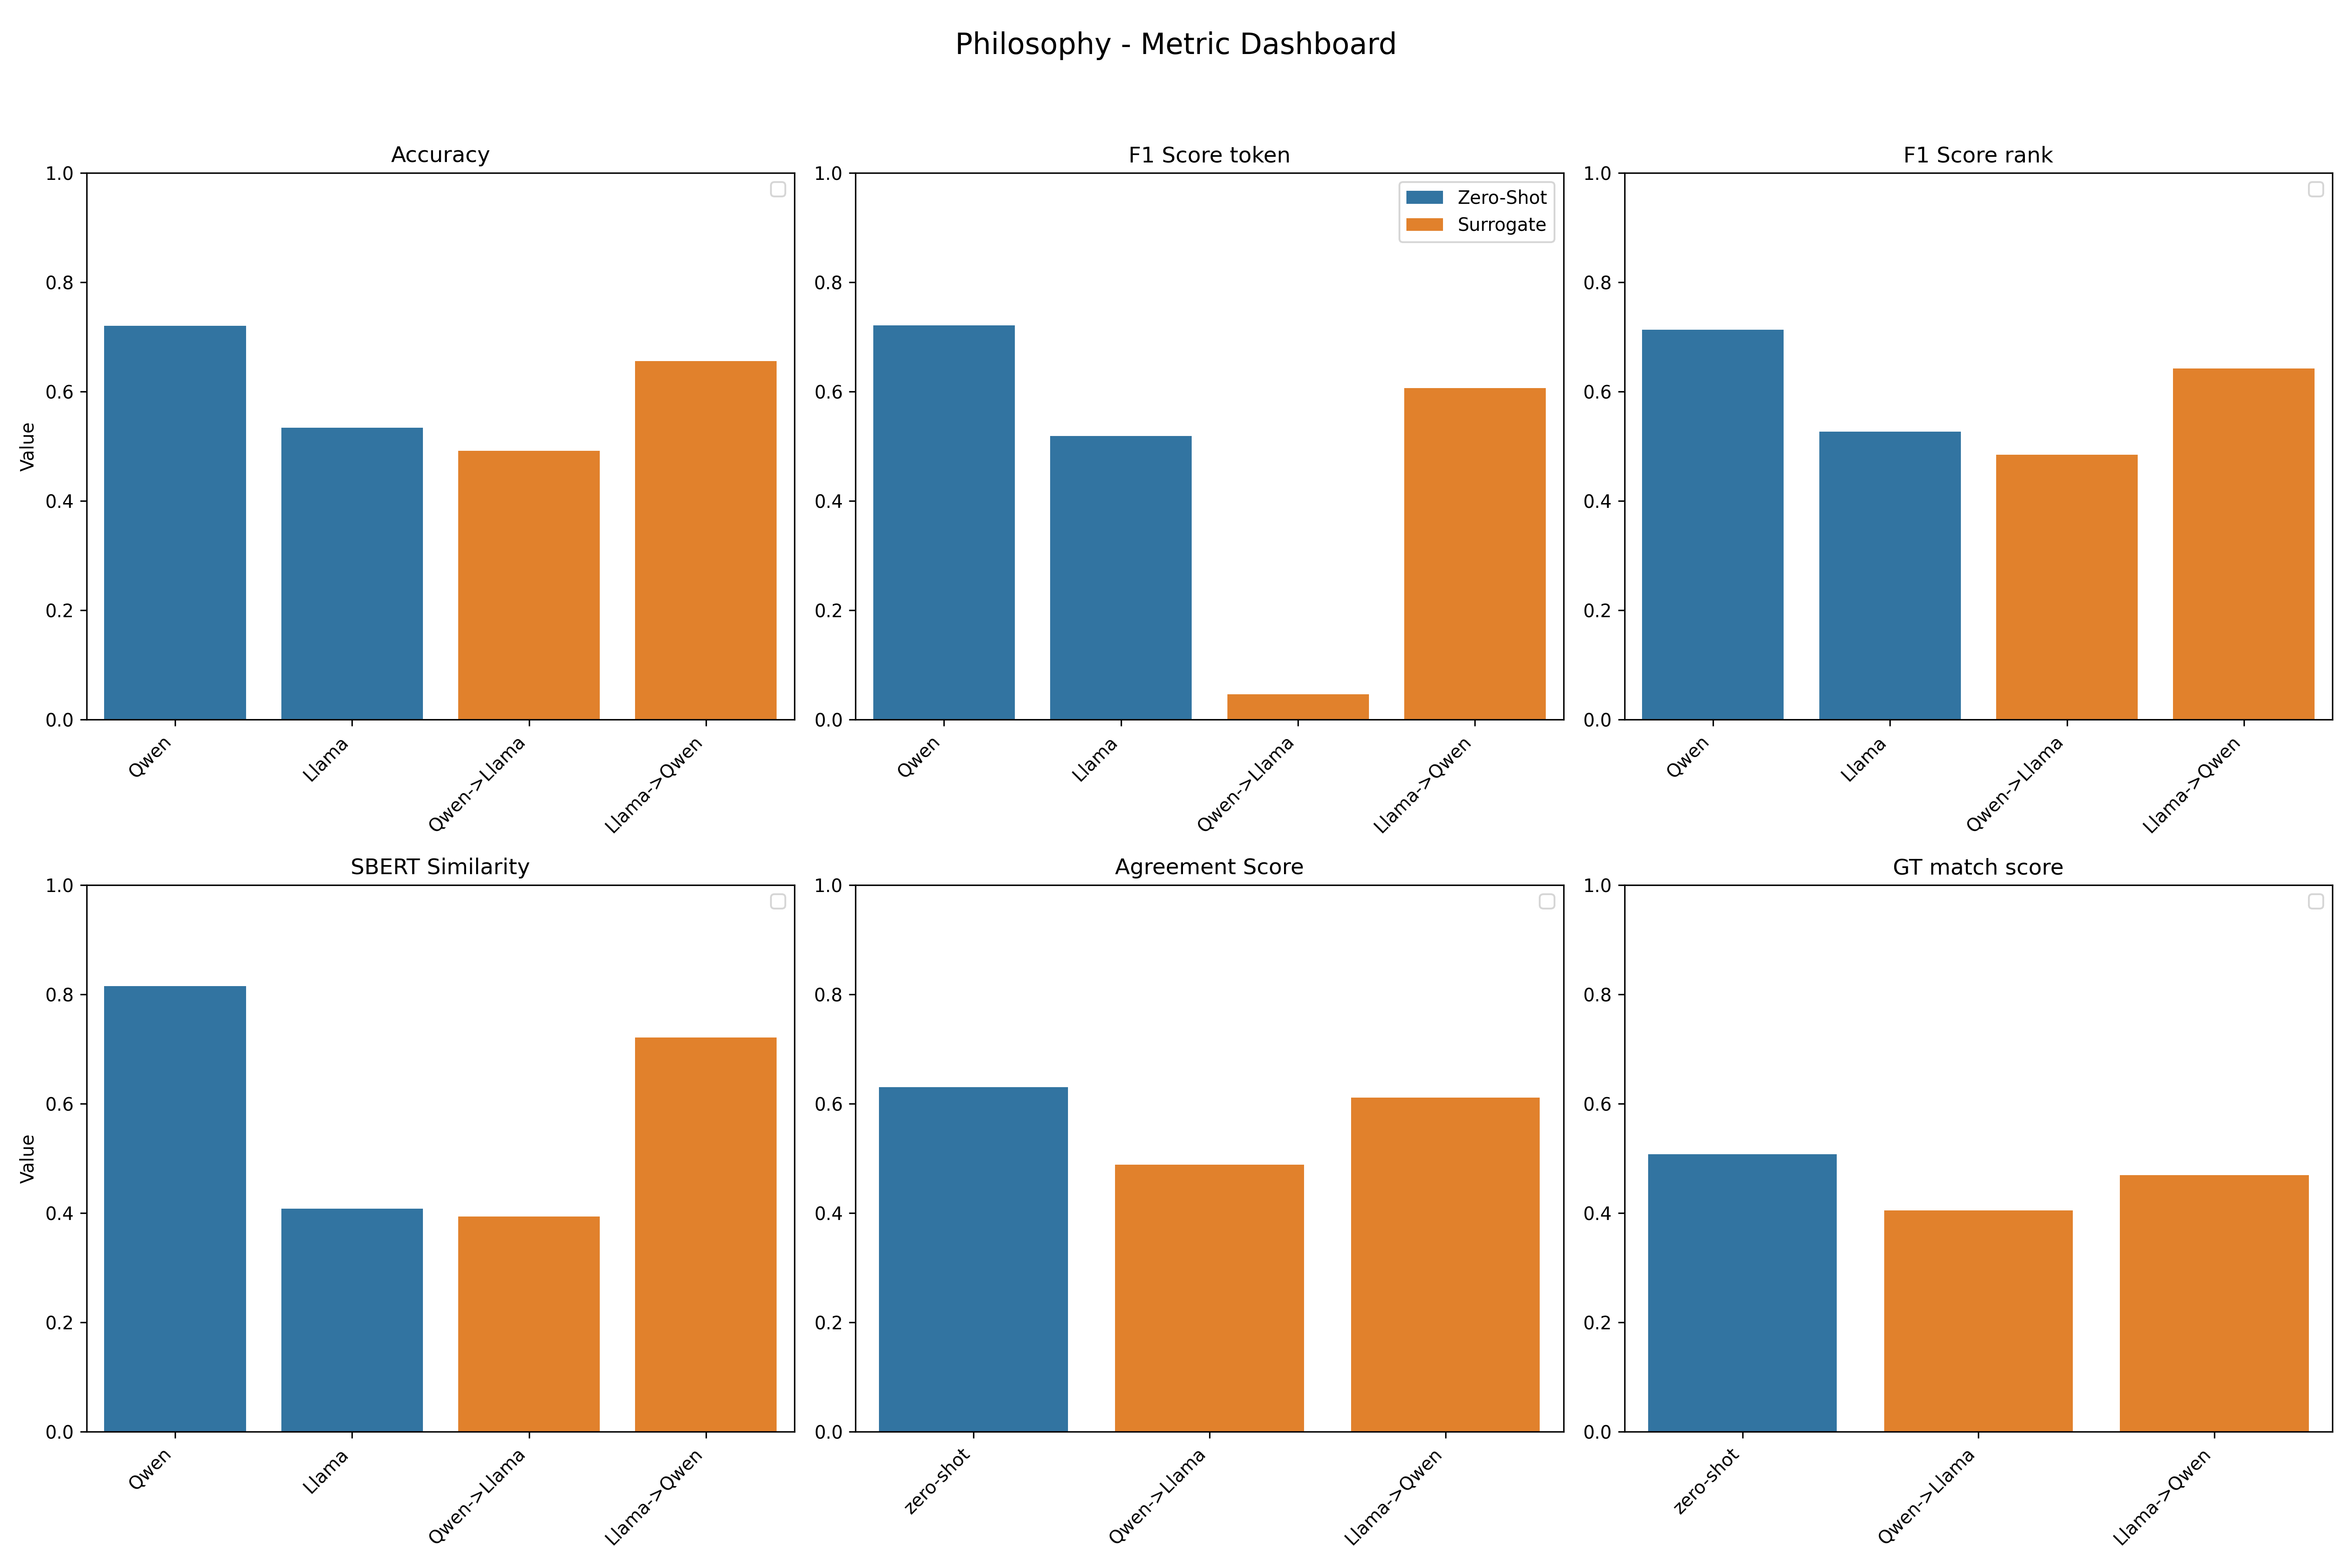 Philosophy - Metric Dashboard
Accuracy
Value
1.0
0.8
0.6
0.4
0.2
0.0
Qwen
Llama
Qwen->Llama
Llama->Qwen
F1 Score token
1.0
0.8
0.6
0.4
0.2
0.0
Zero-Shot
Surrogate
Qwen
Llama
Qwen->Llama
Llama->Qwen
F1 Score rank
1.0
0.8
0.6
0.4
0.2
0.0
Qwen
Llama
Qwen->Llama
Llama->Qwen
SBERT Similarity
Value
1.0
0.8
0.6
0.4
0.2
0.0
Qwen
Llama
Qwen->Llama
Llama->Qwen
Agreement Score
1.0
0.8
0.6
0.4
0.2
0.0
zero-shot
Qwen->Llama
Llama->Qwen
GT match score
1.0
0.8
0.6
0.4
0.2
0.0
zero-shot
Qwen->Llama
Llama->Qwen